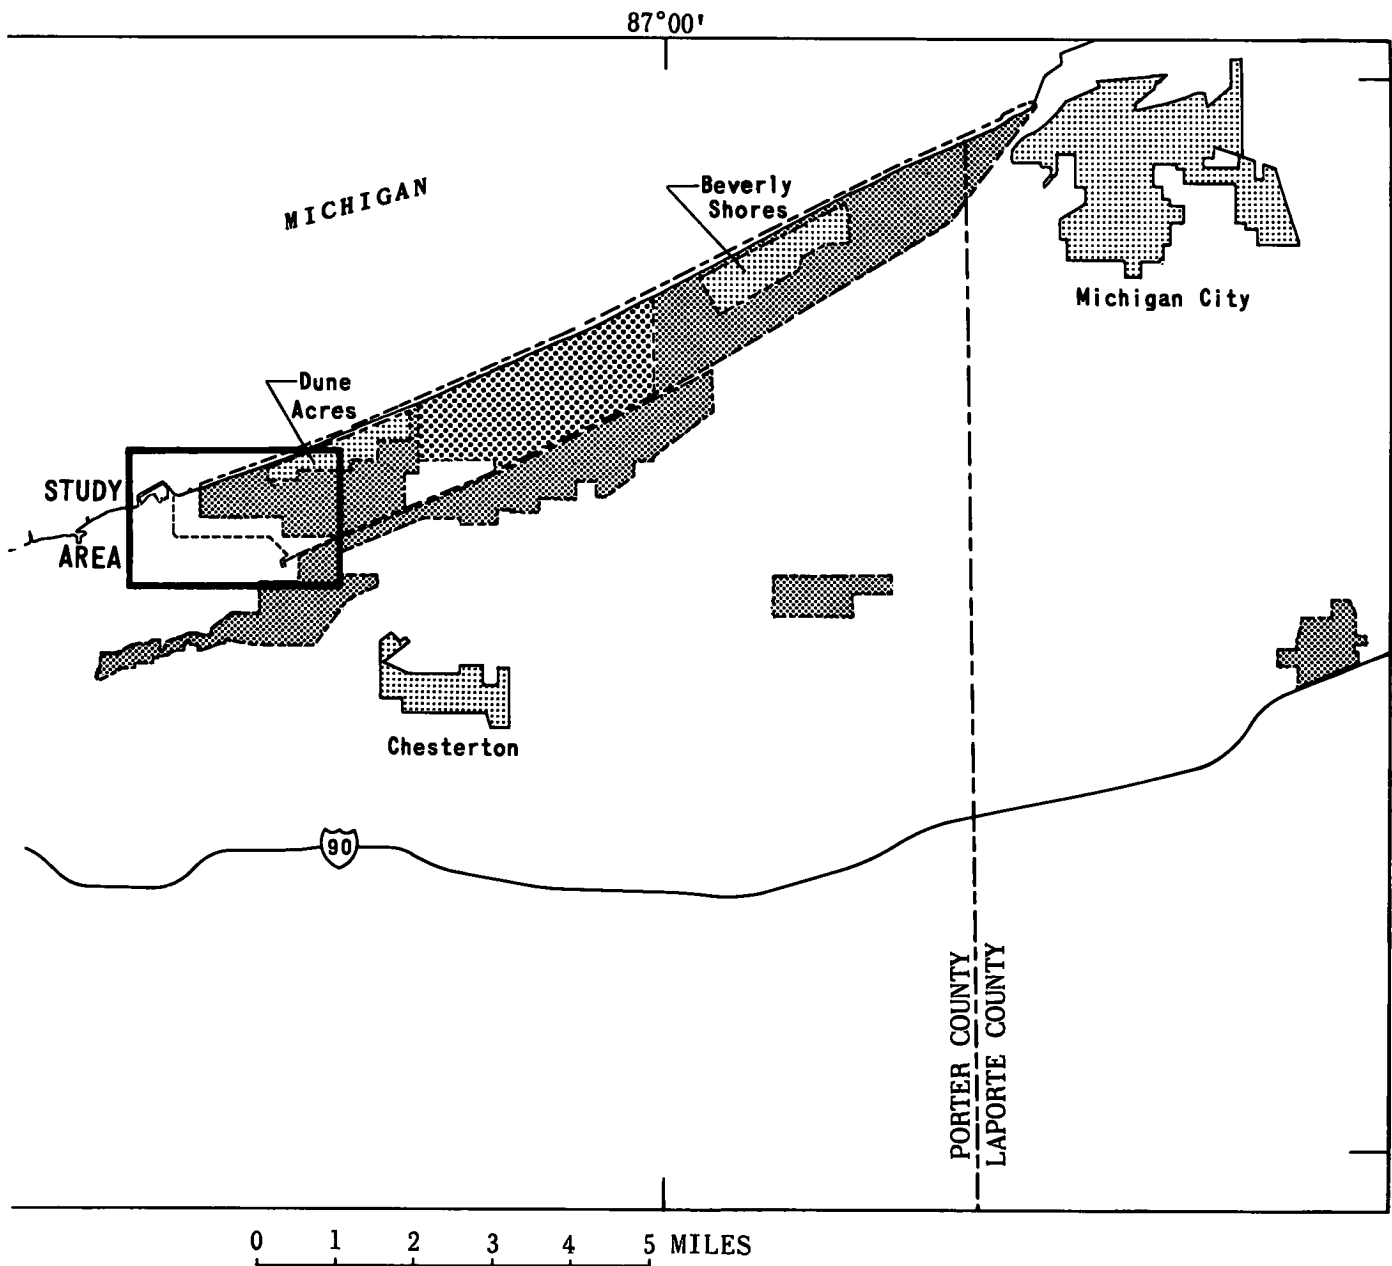 87°00'
MICHIGAN
Beverly
Shores
Michigan City
Dune
Acres
STUDY
AREA
Chesterton
90
PORTER COUNTY
LAPORTE COUNTY
0 1 2 3 4 5 MILES